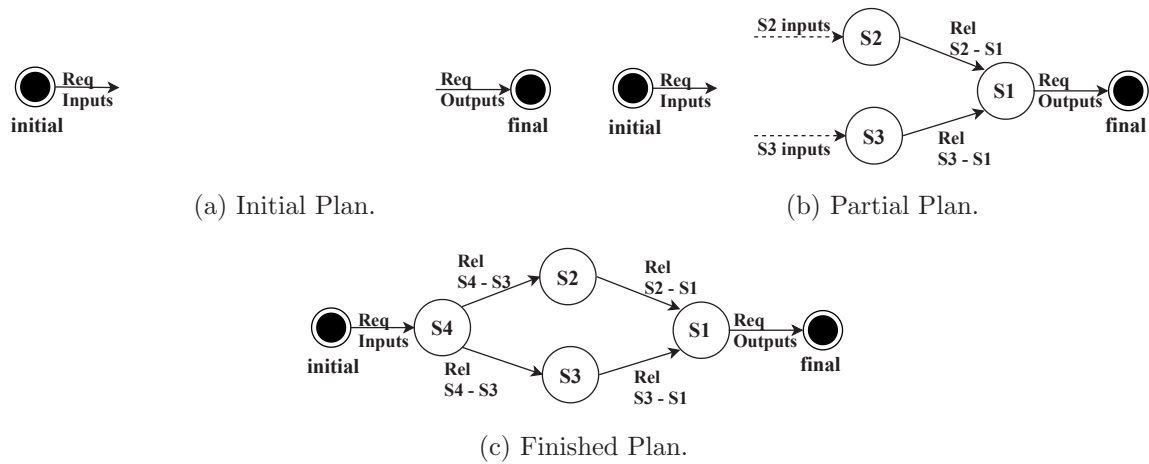 Req
Inputs
initial
Req
Outputs
final
(a) Initial Plan.
Req
Inputs
initial
S2 inputs
S2
Rel
S2 - S1
S1
Req
Outputs
final
S3 inputs
S3
Rel
S3 - S1
(b) Partial Plan.
Req
Inputs
initial
S4
Rel
S4 - S3
S2
Rel
S2 - S1
Rel
S4 - S3
S3
Rel
S3 - S1
S1
Req
Outputs
final
(c) Finished Plan.